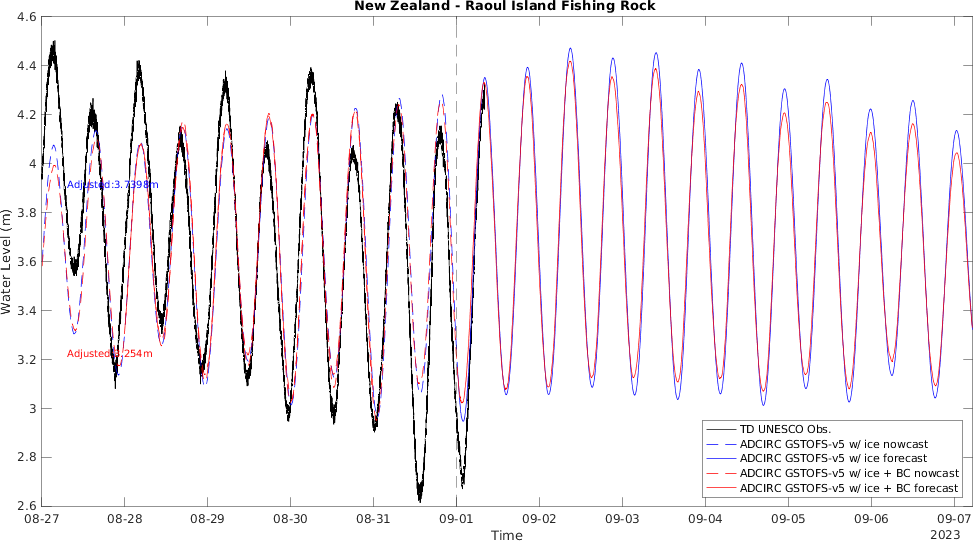 New Zealand - Raoul Island Fishing Rock
4.6
4.4
4.2
4
3.8
3.6
3.4
3.2
3
2.8
2.6
Water Level (m)
Adjusted:3.7398m
TD UNESCO Obs.
ADCIRC GSTOFS-v5 w/ ice nowcast
ADCIRC GSTOFS-v5 w/ ice forecast
ADCIRC GSTOFS-v5 w/ ice + BC nowcast
ADCIRC GSTOFS-v5 w/ ice + BC forecast
08-27
08-28
08-29
08-30
08-31
09-01
09-02
09-03
09-04
09-05
09-06
09-07
2023
Time